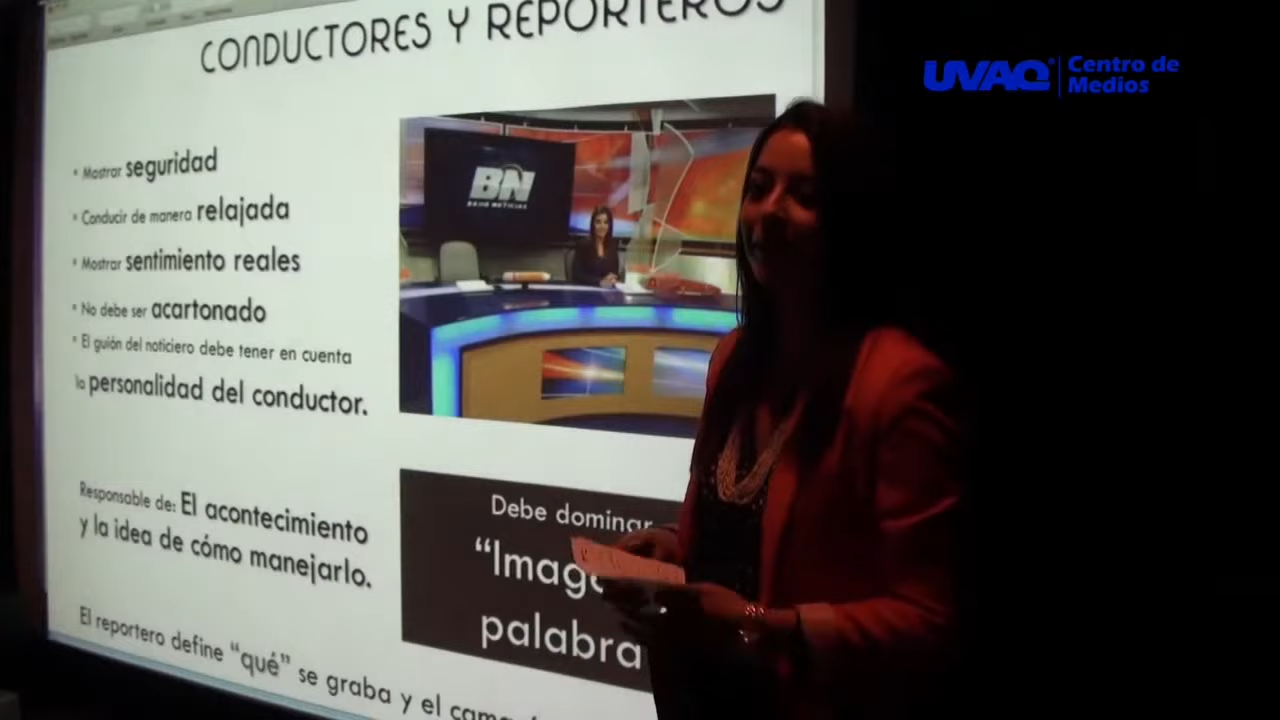 CONDUCTORES Y REPORTEROS
UVAQ
Centro de
Medios
• Mostrar seguridad
• Conducir de manera relajada
• Mostrar sentimiento reales
• No debe ser acartonado
• El guión del noticiero debe tener en cuenta
la personalidad del conductor.
BN
BAJIO NOTICIAS
Responsable de: El acontecimiento
y la idea de cómo manejarlo.
Debe dominar
“Imag
palabra
El reportero define “qué” se graba y el